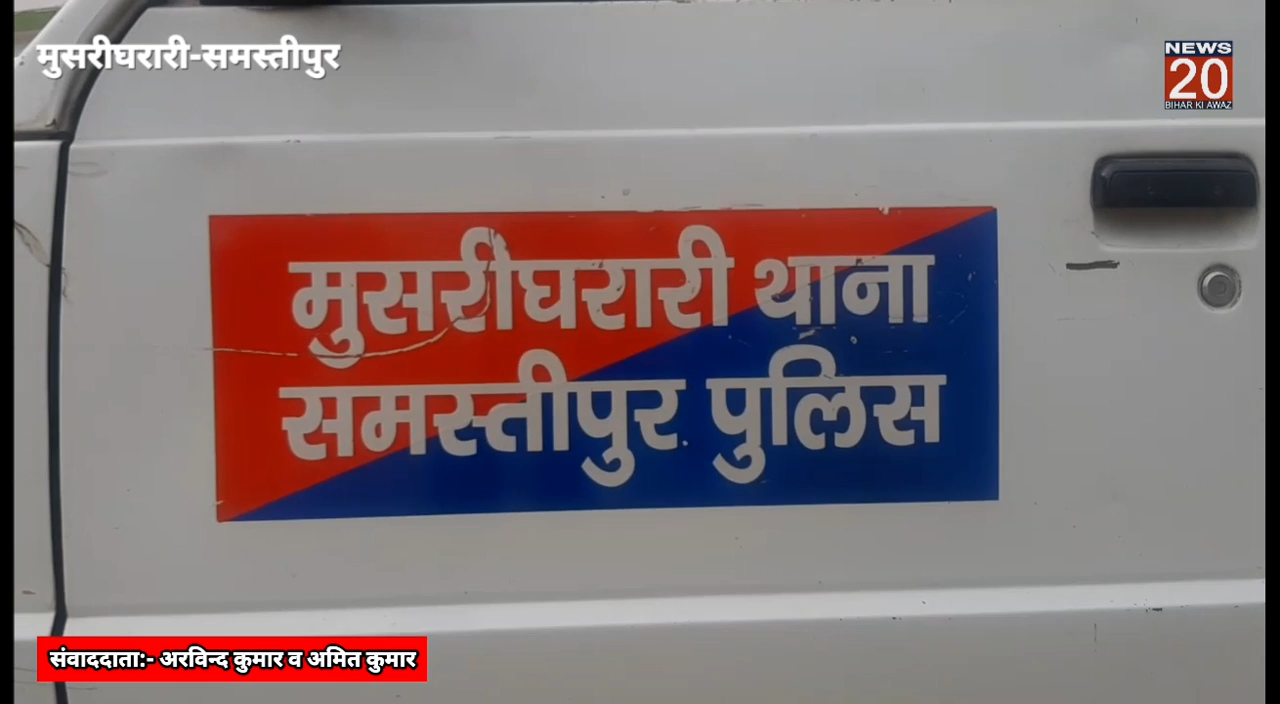 मुसरीघरारी-समस्तीपुर
NEWS
20
BIHAR KI AWAZ
मुसरीघरारी थाना
समस्तीपुर पुलिस
संवाददाता:- अरविन्द कुमार व अमित कुमार